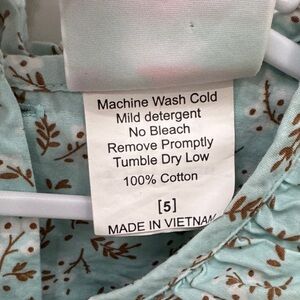 Machine Wash Cold
Mild detergent
No Bleach
Remove Promptly
Tumble Dry Low
100% Cotton
[5]
MADE IN VIETNAM